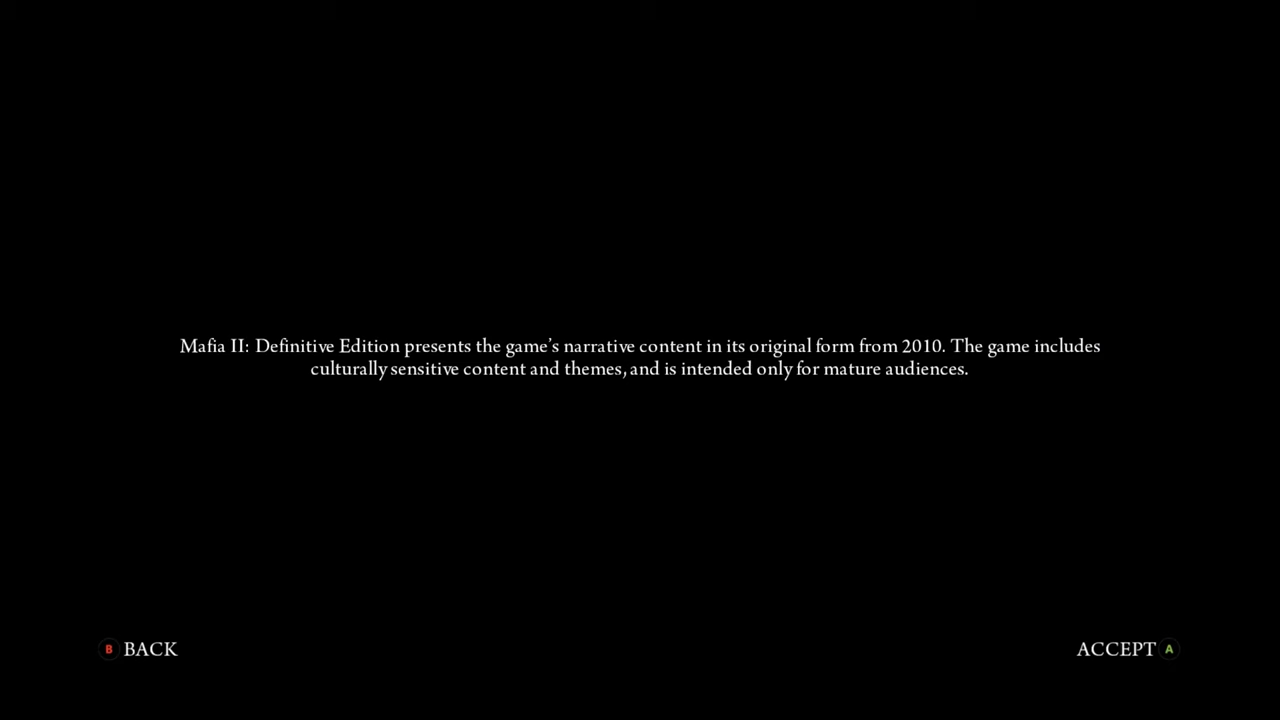 Mafia II: Definitive Edition presents the game's narrative content in its original form from 2010. The game includes
culturally sensitive content and themes, and is intended only for mature audiences.
B BACK
ACCEPT A